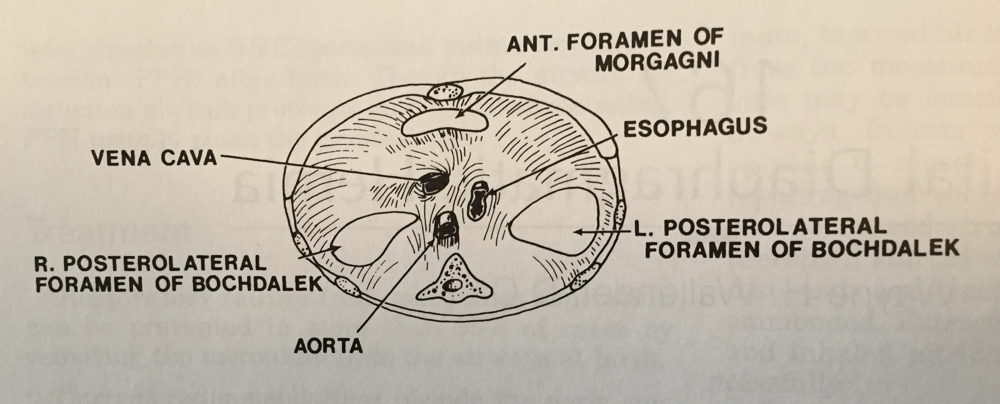 ANT. FORAMEN OF
MORGAGNI
ESOPHAGUS
VENA CAVA
L. POSTEROLATERAL
FORAMEN OF BOCHDALEK
R. POSTEROLATERAL
FORAMEN OF BOCHDALEK
AORTA